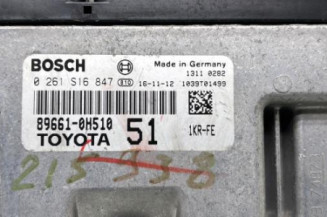 BOSCH Made in Germany
1311 0282
0 261 S16 847 16-11-12 1039T01499
89661-0H510 51 1KR-FE
TOYOTA
215 938